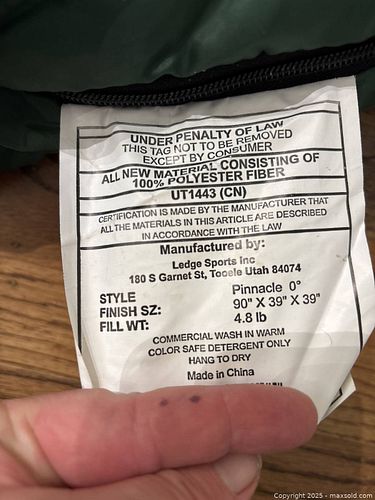 UNDER PENALTY OF LAW
THIS TAG NOT TO BE REMOVED
EXCEPT BY CONSUMER
ALL NEW MATERIAL CONSISTING OF
100% POLYESTER FIBER
UT1443 (CN)
CERTIFICATION IS MADE BY THE MANUFACTURER THAT
ALL THE MATERIALS IN THIS ARTICLE ARE DESCRIBED
IN ACCORDANCE WITH THE LAW
Manufactured by:
Ledge Sports Inc
180 S Garnet St, Tooele Utah 84074
STYLE Pinnacle 0°
FINISH SZ: 90" X 39" X 39"
FILL WT: 4.8 lb
COMMERCIAL WASH IN WARM
COLOR SAFE DETERGENT ONLY
HANG TO DRY
Made in China
Copyright © 2025 - maxsold.com